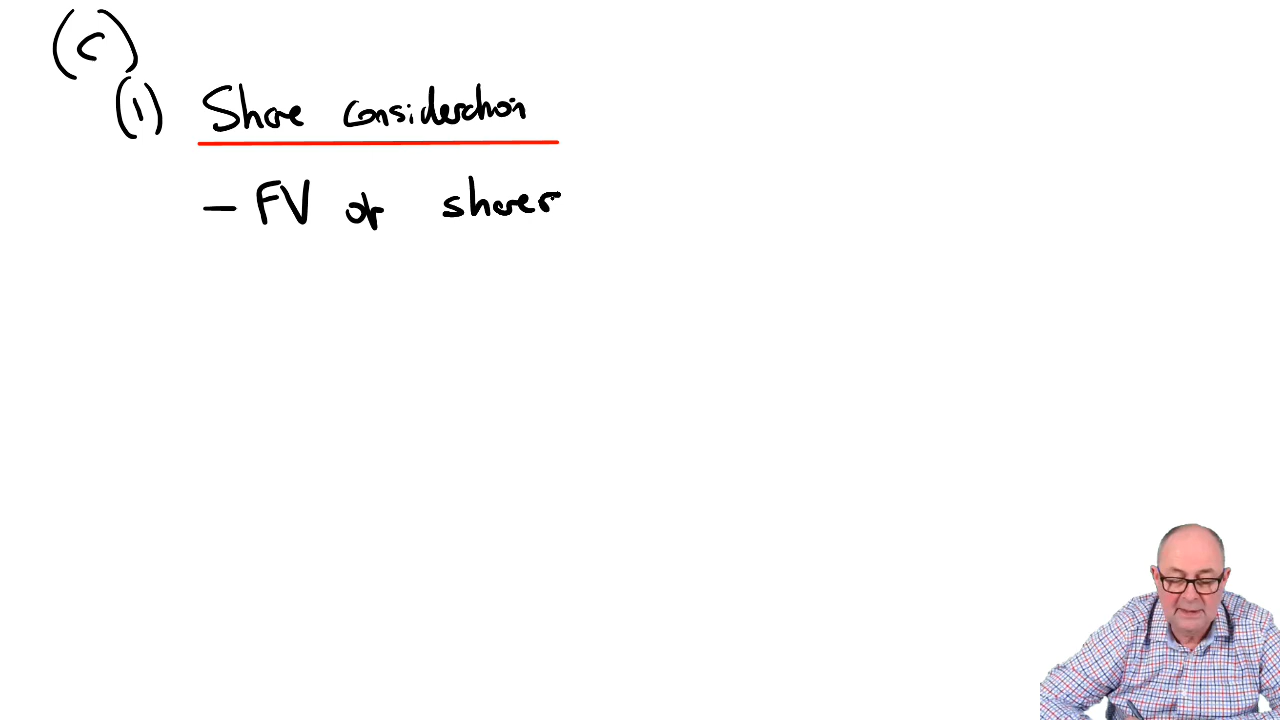 (c)
(1) Share consideration
- FV of shares